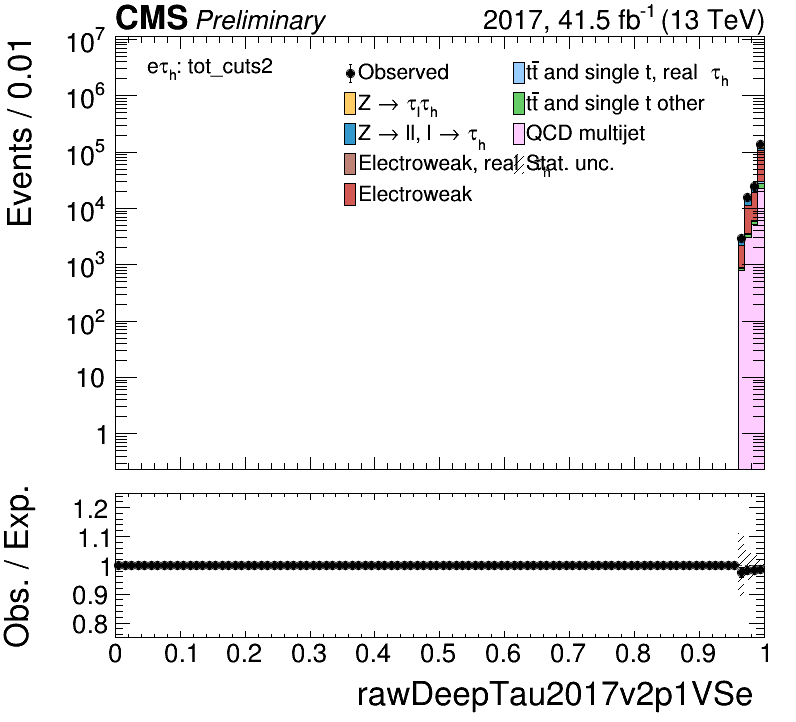 CMS Preliminary 2017, 41.5 fb⁻¹ (13 TeV)
Events / 0.01
10⁷
10⁶
10⁵
10⁴
10³
10²
10
1
eτₕ: tot_cuts2
Observed
Z → τₗτₕ
Z → ll, l → τₕ
Electroweak, real τₕ
Electroweak
tt̅ and single t, real τₕ
tt̅ and single t other
QCD multijet
Stat. unc.
Obs. / Exp.
1.2
1.1
1
0.9
0.8
0 0.1 0.2 0.3 0.4 0.5 0.6 0.7 0.8 0.9 1
rawDeepTau2017v2p1VSe